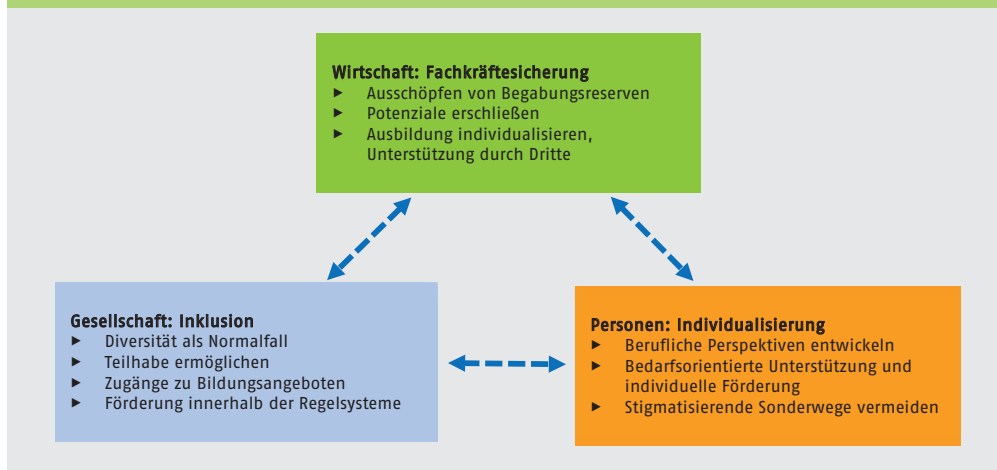 Wirtschaft: Fachkräftesicherung
► Ausschöpfen von Begabungsreserven
► Potenziale erschließen
► Ausbildung individualisieren,
Unterstützung durch Dritte
Gesellschaft: Inklusion
► Diversität als Normalfall
► Teilhabe ermöglichen
► Zugänge zu Bildungsangeboten
► Förderung innerhalb der Regelsysteme
Personen: Individualisierung
► Berufliche Perspektiven entwickeln
► Bedarfsorientierte Unterstützung und
individuelle Förderung
► Stigmatisierende Sonderwege vermeiden